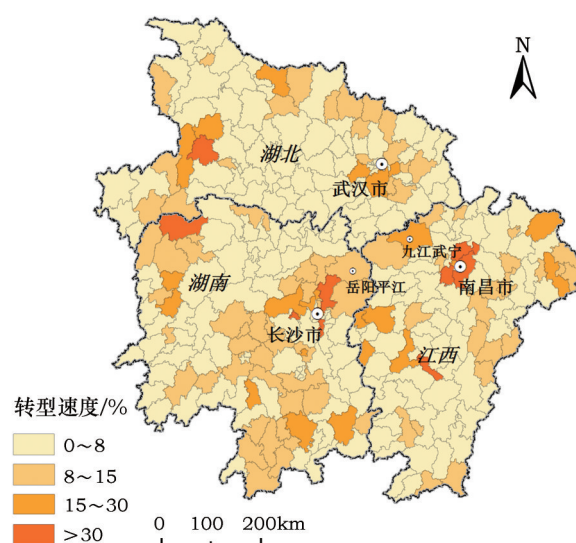 N
湖北
武汉市
九江武宁
湖南
岳阳平江
南昌市
长沙市
江西
转型速度/%
0~8
8~15
15~30
>30
0 100 200km